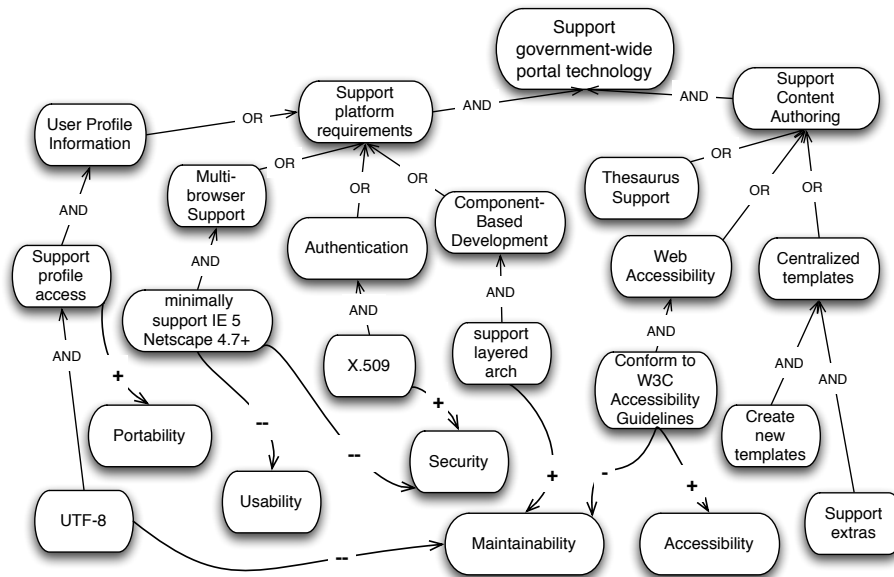 Support
government-wide
portal technology
Support
platform
requirements
Support
Content
Authoring
AND
AND
User Profile
Information
OR
Multi-
browser
Support
OR
OR
OR
Thesaurus
Support
OR
OR
OR
AND
Component-
Based
Development
Authentication
AND
Web
Accessibility
Centralized
templates
Support
profile
access
minimally
support IE 5
Netscape 4.7+
AND
AND
AND
AND
X.509
support
layered
arch
Conform to
W3C
Accessibility
Guidelines
AND
AND
+
+
Portability
--
--
Create
new
templates
Security
Usability
+
-
+
UTF-8
Maintainability
Accessibility
Support
extras
--